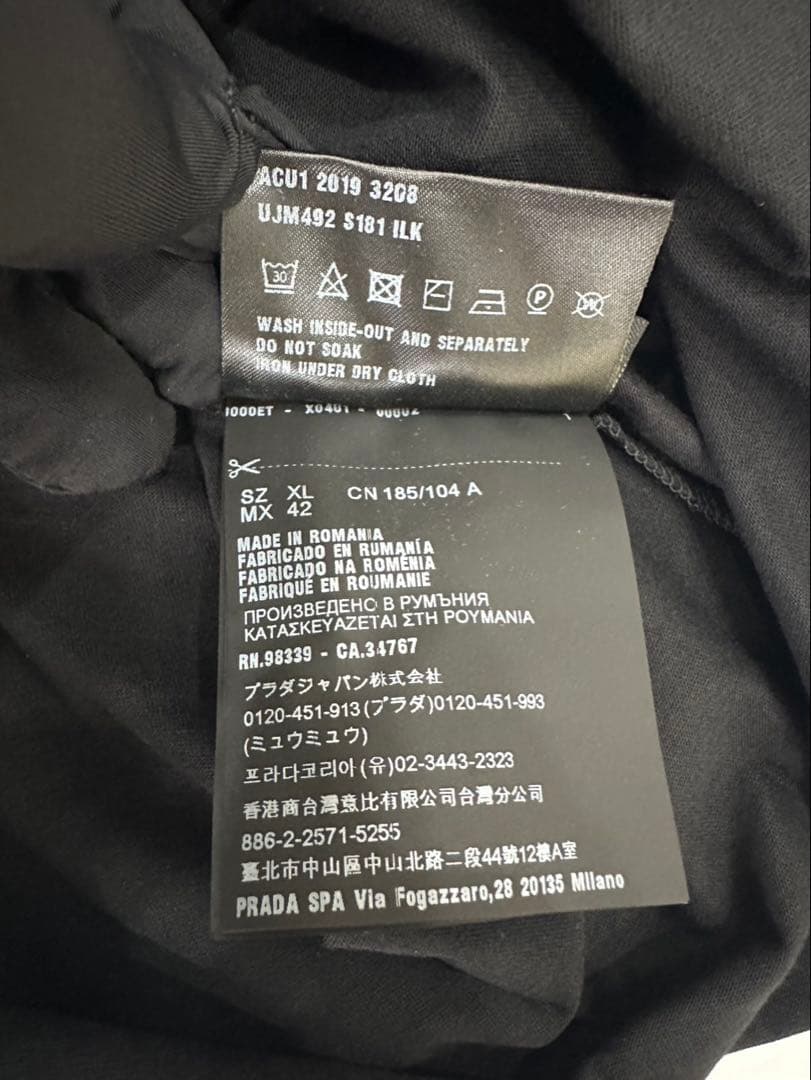 ACU1 2019 3208
UJM492 S181 ILK
30
P
WASH INSIDE-OUT AND SEPARATELY
DO NOT SOAK
IRON UNDER DRY CLOTH
SZ XL CN 185/104 A
MX 42
MADE IN ROMANIA
FABRICADO EN RUMANÍA
FABRICADO NA ROMÉNIA
FABRIQUÉ EN ROUMANIE
ПРОИЗВЕДЕНО В РУМЪНИЯ
ΚΑΤΑΣΚΕΥΑΖΕΤΑΙ ΣΤΗ ΡΟΥΜΑΝΙΑ
RN.98339 - CA.34767
プラダジャパン株式会社
0120-451-913(プラダ)0120-451-993
(ミュウミュウ)
프라다코리아(유)02-3443-2323
香港商台灣意比有限公司台灣分公司
886-2-2571-5255
臺北市中山區中山北路二段44號12樓A室
PRADA SPA Via Fogazzaro,28 20135 Milano